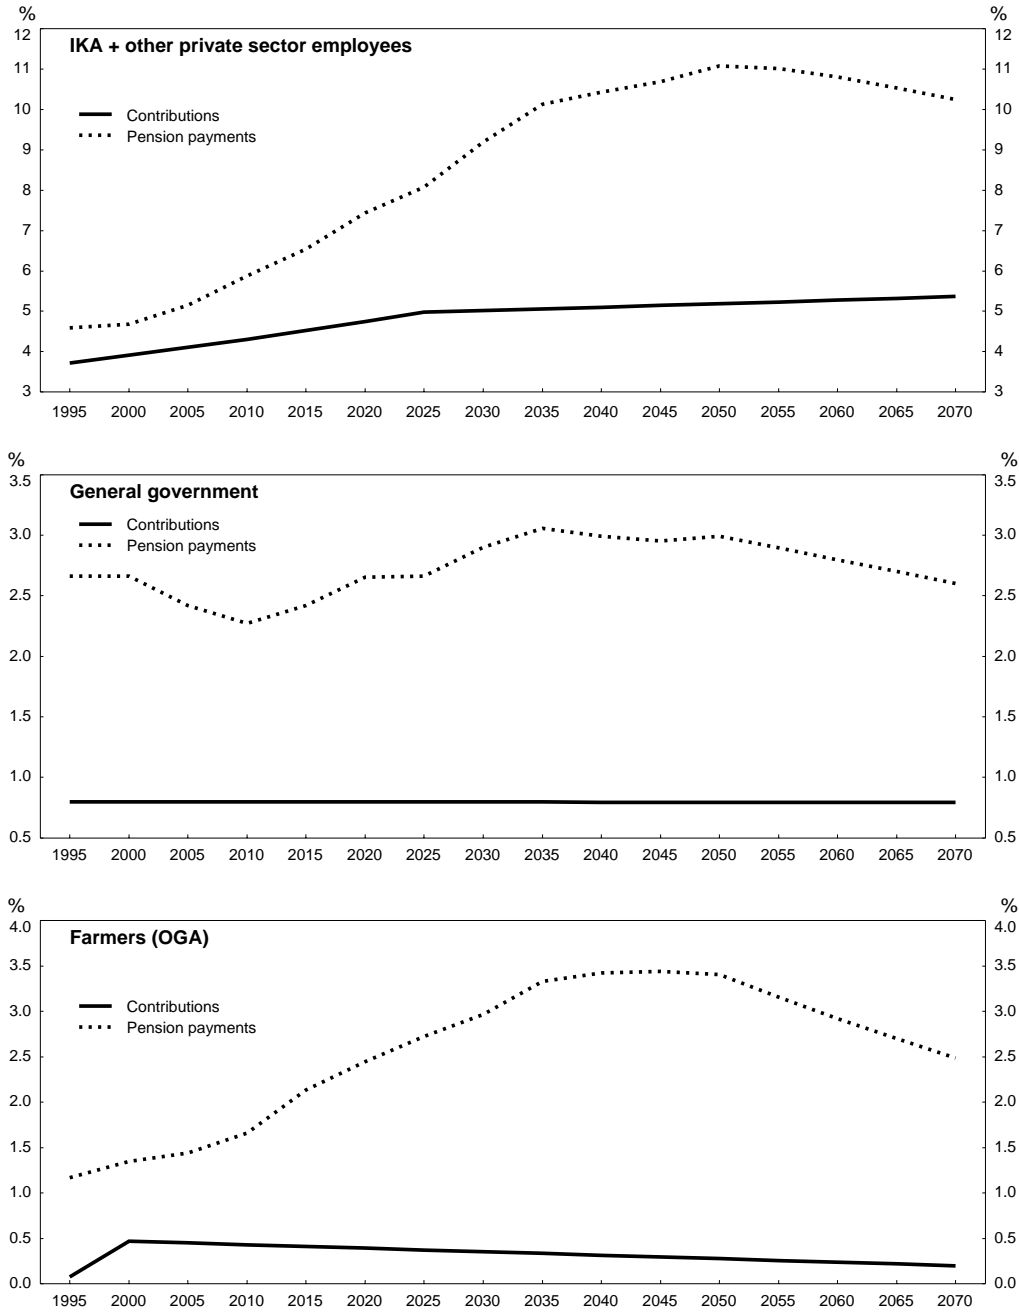 % %
IKA + other private sector employees
Contributions
Pension payments
12 12
11 11
10 10
9 9
8 8
7 7
6 6
5 5
4 4
3 3
1995 2000 2005 2010 2015 2020 2025 2030 2035 2040 2045 2050 2055 2060 2065 2070
% %
General government
Contributions
Pension payments
3.5 3.5
3.0 3.0
2.5 2.5
2.0 2.0
1.5 1.5
1.0 1.0
0.5 0.5
1995 2000 2005 2010 2015 2020 2025 2030 2035 2040 2045 2050 2055 2060 2065 2070
% %
Farmers (OGA)
Contributions
Pension payments
4.0 4.0
3.5 3.5
3.0 3.0
2.5 2.5
2.0 2.0
1.5 1.5
1.0 1.0
0.5 0.5
0.0 0.0
1995 2000 2005 2010 2015 2020 2025 2030 2035 2040 2045 2050 2055 2060 2065 2070